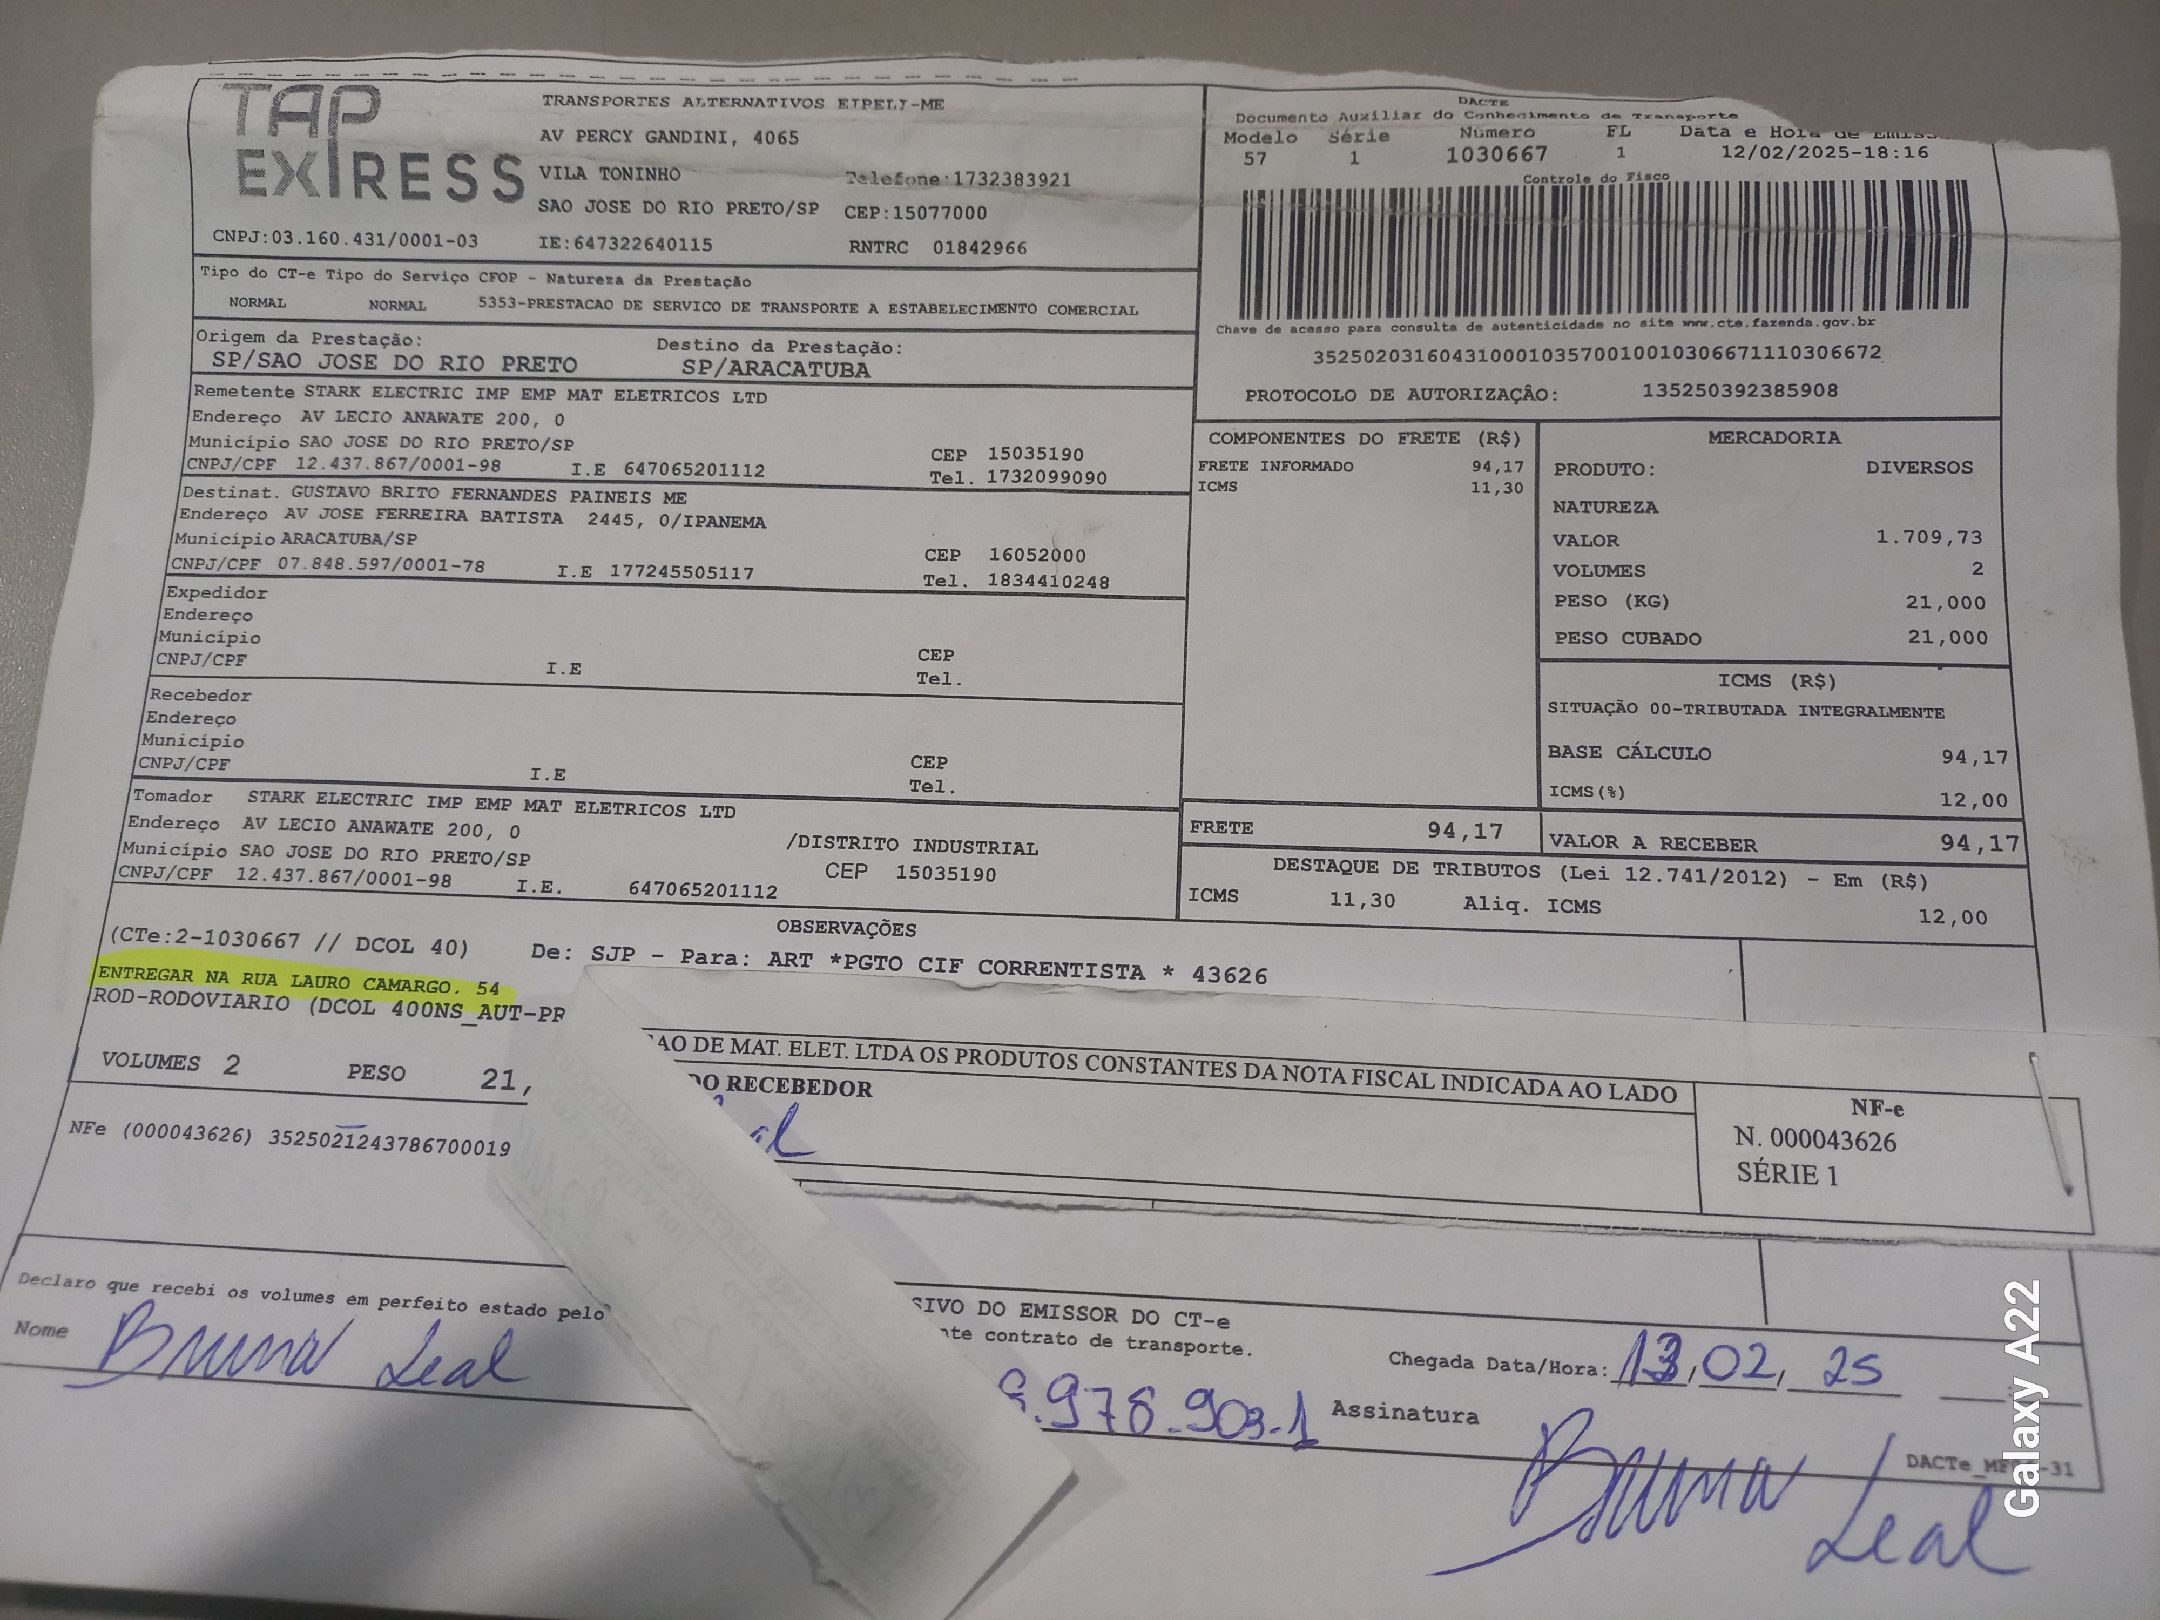 TAP
EXPRESS
TRANSPORTES ALTERNATIVOS EIPELI-ME
AV PERCY GANDINI, 4065
VILA TONINHO Telefone:1732383921
SAO JOSE DO RIO PRETO/SP CEP:15077000
CNPJ:03.160.431/0001-03 IE:647322640115 RNTRC 01842966
Tipo do CT-e Tipo do Serviço CFOP - Natureza da Prestação
NORMAL NORMAL 5353-PRESTACAO DE SERVICO DE TRANSPORTE A ESTABELECIMENTO COMERCIAL
Origem da Prestação: Destino da Prestação:
SP/SAO JOSE DO RIO PRETO SP/ARACATUBA
Remetente STARK ELECTRIC IMP EMP MAT ELETRICOS LTD
Endereço AV LECIO ANAWATE 200, 0
Município SAO JOSE DO RIO PRETO/SP CEP 15035190
CNPJ/CPF 12.437.867/0001-98 I.E 647065201112 Tel. 1732099090
Destinat. GUSTAVO BRITO FERNANDES PAINEIS ME
Endereço AV JOSE FERREIRA BATISTA 2445, 0/IPANEMA
Município ARACATUBA/SP CEP 16052000
CNPJ/CPF 07.848.597/0001-78 I.E 177245505117 Tel. 1834410248
Expedidor
Endereço
Município CEP
CNPJ/CPF I.E Tel.
Recebedor
Endereço
Município CEP
CNPJ/CPF I.E Tel.
Tomador STARK ELECTRIC IMP EMP MAT ELETRICOS LTD
Endereço AV LECIO ANAWATE 200, 0 /DISTRITO INDUSTRIAL
Município SAO JOSE DO RIO PRETO/SP CEP 15035190
CNPJ/CPF 12.437.867/0001-98 I.E. 647065201112
DACTE
Documento Auxiliar do Conhecimento de Transporte
Modelo Série Número FL Data e Hora de
57 1 1030667 1 12/02/2025-18:16
Controle do Fisco
Chave de acesso para consulta de autenticidade no site www.cte.fazenda.gov.br
35250203160431000103570010010306671110306672
PROTOCOLO DE AUTORIZAÇÂO: 135250392385908
COMPONENTES DO FRETE (R$)
FRETE INFORMADO 94,17
ICMS 11,30
MERCADORIA
PRODUTO: DIVERSOS
NATUREZA
VALOR 1.709,73
VOLUMES 2
PESO (KG) 21,000
PESO CUBADO 21,000
ICMS (R$)
SITUAÇÃO 00-TRIBUTADA INTEGRALMENTE
BASE CÁLCULO 94,17
ICMS(%) 12,00
FRETE 94,17 VALOR A RECEBER 94,17
DESTAQUE DE TRIBUTOS (Lei 12.741/2012) - Em (R$)
ICMS 11,30 Aliq. ICMS 12,00
OBSERVAÇÕES
(CTe:2-1030667 // DCOL 40) De: SJP - Para: ART *PGTO CIF CORRENTISTA * 43626
ENTREGAR NA RUA LAURO CAMARGO. 54
ROD-RODOVIARIO (DCOL 400NS_AUT-PR
VOLUMES 2 PESO 21,
NFe (000043626) 3525021243786700019
AO DE MAT. ELET. LTDA OS PRODUTOS CONSTANTES DA NOTA FISCAL INDICADA AO LADO
DO RECEBEDOR
NF-e
N. 000043626
SÉRIE 1
SIVO DO EMISSOR DO CT-e
Declaro que recebi os volumes em perfeito estado pelo nte contrato de transporte.
Nome Bruna Leal
.978.903-1
Chegada Data/Hora: 13,02,25
Assinatura Bruna Leal
Galaxy A22